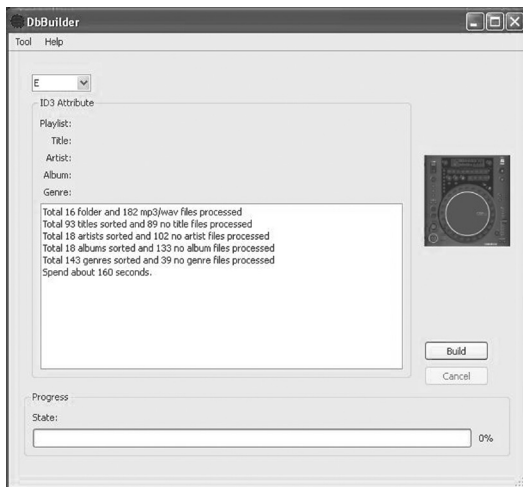 DbBuilder
Tool Help
E
ID3 Attribute
Playlist:
Title:
Artist:
Album:
Genre:
Total 16 folder and 182 mp3/wav files processed
Total 93 titles sorted and 89 no title files processed
Total 18 artists sorted and 102 no artist files processed
Total 18 albums sorted and 133 no album files processed
Total 143 genres sorted and 39 no genre files processed
Spend about 160 seconds.
Build
Cancel
Progress
State:
0%